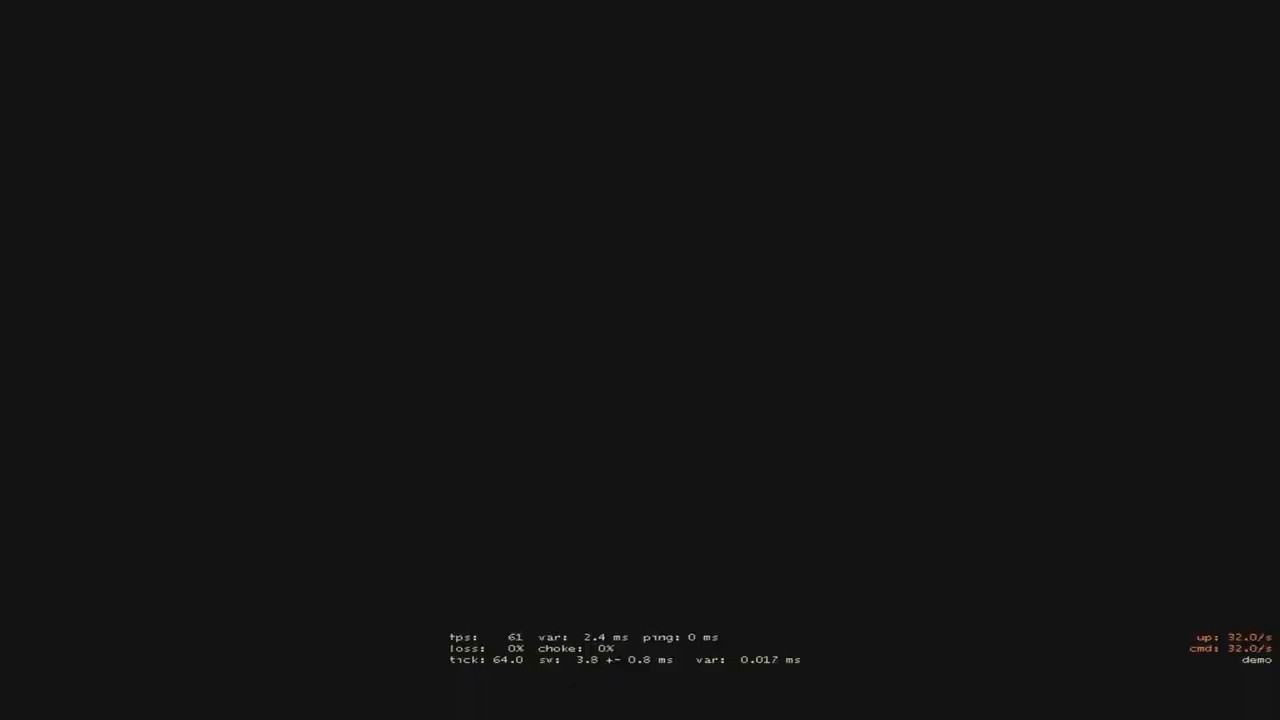 fps: 61 var: 2.4 ms ping: 0 ms
loss: 0% choke: 0%
tick: 64.0 sv: 3.8 +- 0.8 ms var: 0.017 ms
up: 32.0/s
cmd: 32.0/s
demo